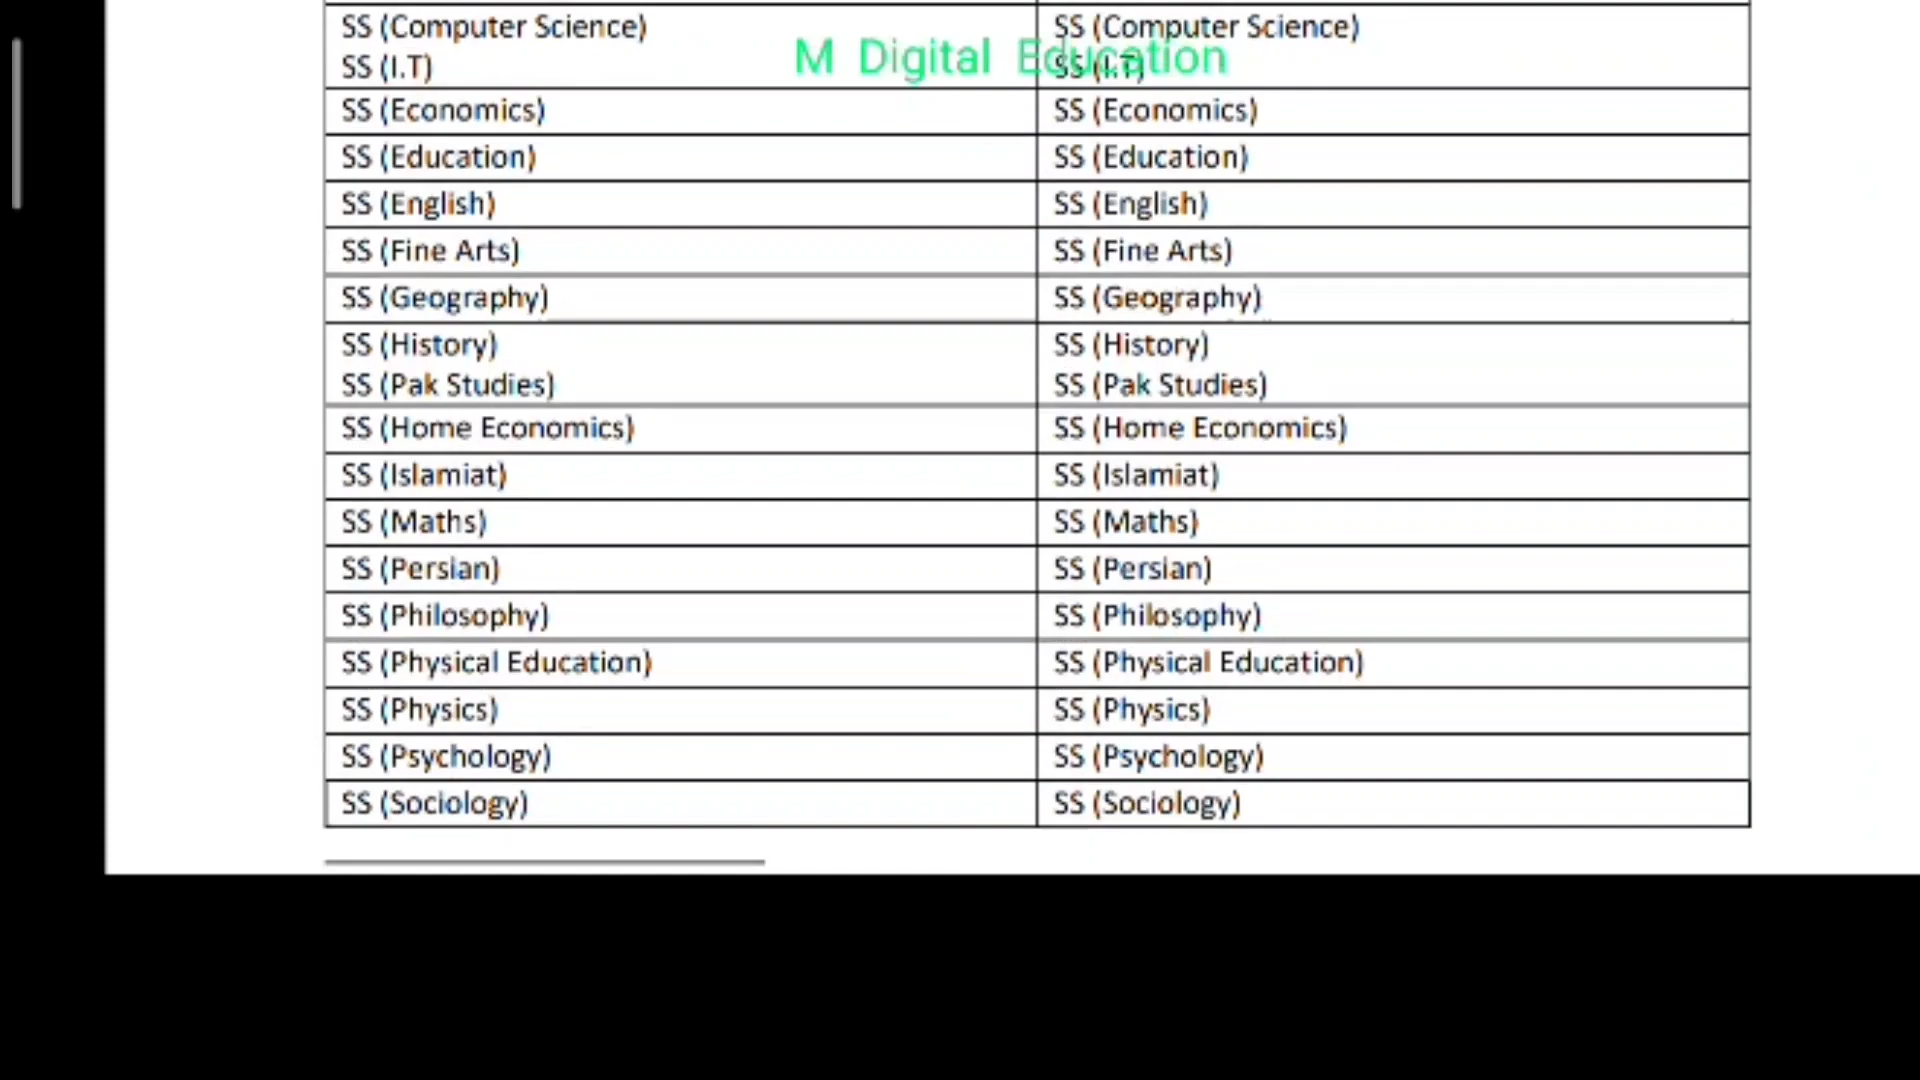 SS (Computer Science)
SS (I.T)
SS (Computer Science)
SS (I.T)
M Digital Education
SS (Economics) SS (Economics)
SS (Education) SS (Education)
SS (English) SS (English)
SS (Fine Arts) SS (Fine Arts)
SS (Geography) SS (Geography)
SS (History) SS (History)
SS (Pak Studies) SS (Pak Studies)
SS (Home Economics) SS (Home Economics)
SS (Islamiat) SS (Islamiat)
SS (Maths) SS (Maths)
SS (Persian) SS (Persian)
SS (Philosophy) SS (Philosophy)
SS (Physical Education) SS (Physical Education)
SS (Physics) SS (Physics)
SS (Psychology) SS (Psychology)
SS (Sociology) SS (Sociology)